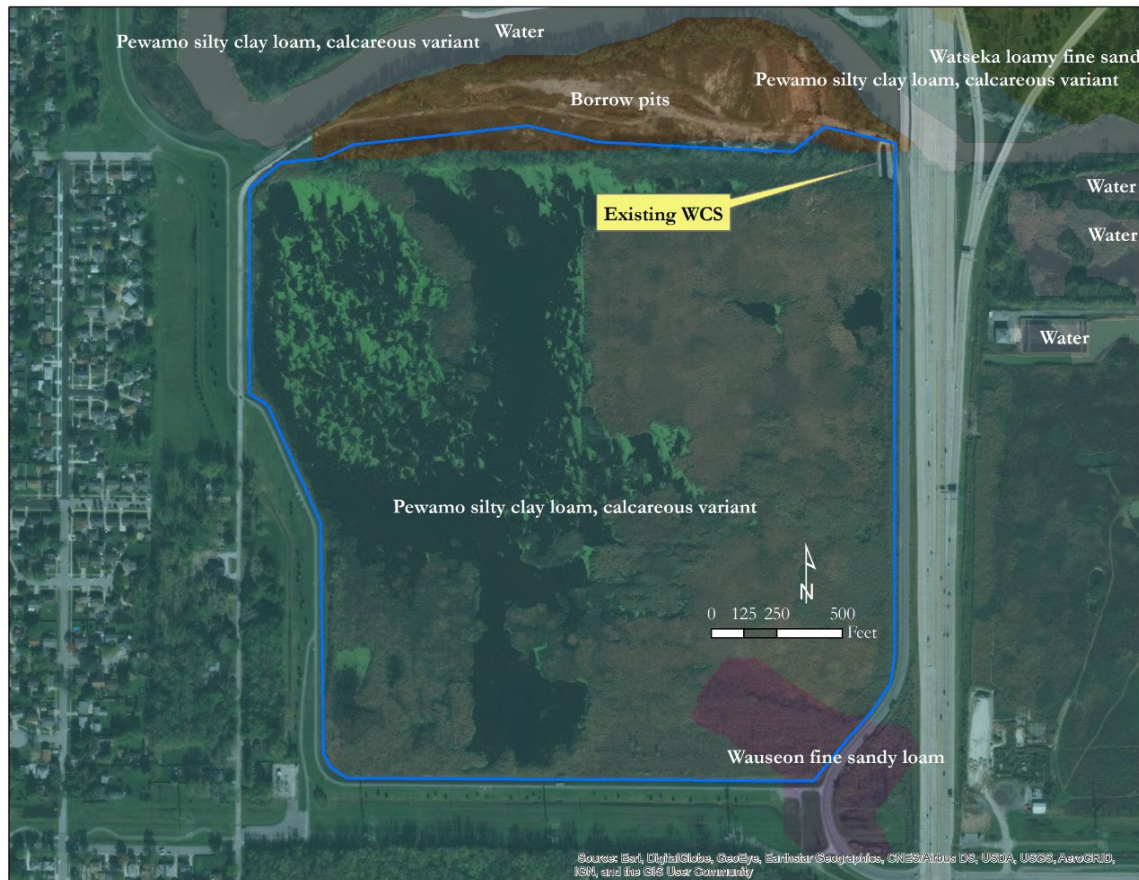 Water
Pewamo silty clay loam, calcareous variant
Watseka loamy fine sand
Pewamo silty clay loam, calcareous variant
Borrow pits
Water
Existing WCS
Water
Water
Pewamo silty clay loam, calcareous variant
N
0 125 250 500
Feet
Wauseon fine sandy loam
Source: Esri, DigitalGlobe, GeoEye, Earthstar Geographics, CNES/Airbus DS, USDA, USGS, AeroGRID,
IGN, and the GIS User Community